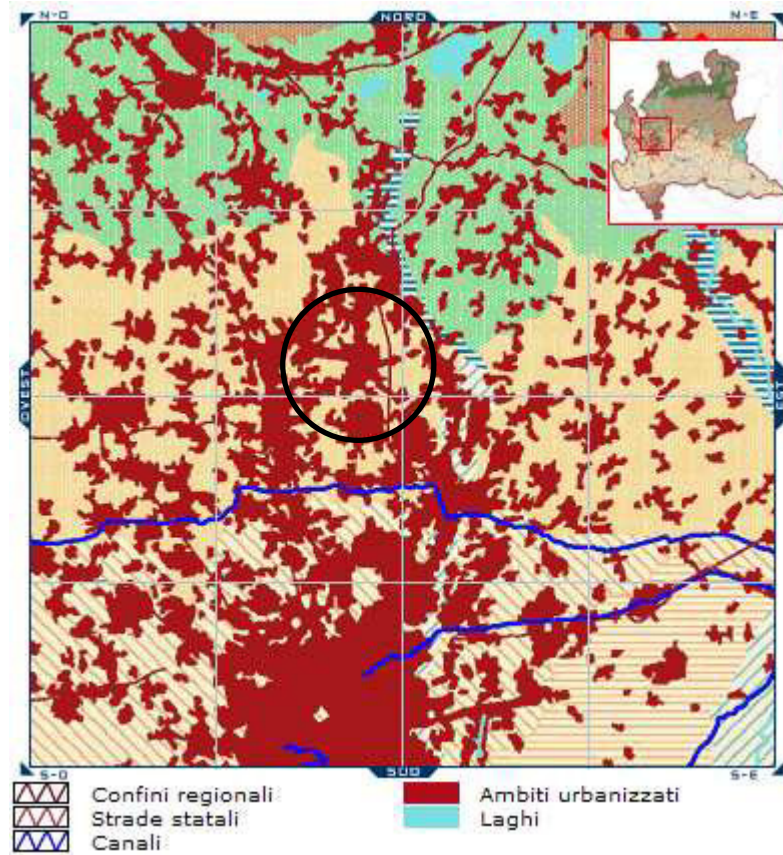 N-O NORD N-E
OVEST
EST
S-O SUD S-E
Confini regionali
Strade statali
Canali
Ambiti urbanizzati
Laghi